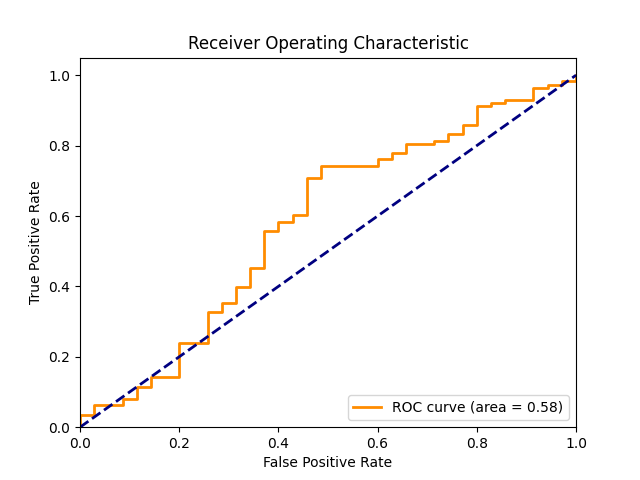 Receiver Operating Characteristic
1.0
0.8
0.6
0.4
0.2
0.0
True Positive Rate
ROC curve (area = 0.58)
0.0 0.2 0.4 0.6 0.8 1.0
False Positive Rate